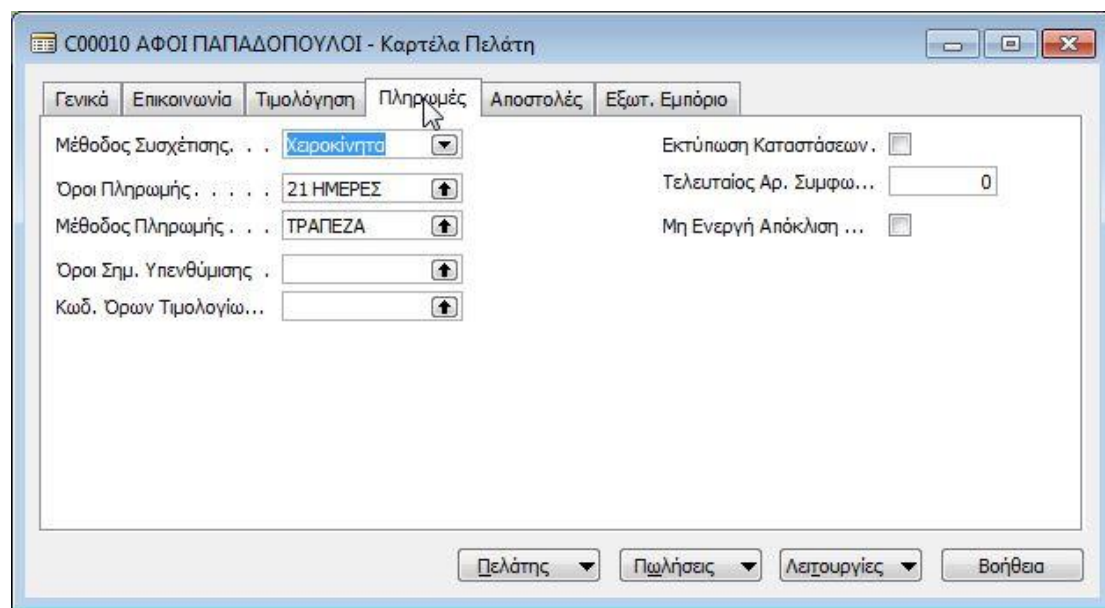 C00010 ΑΦΟΙ ΠΑΠΑΔΟΠΟΥΛΟΙ - Καρτέλα Πελάτη
Γενικά Επικοινωνία Τιμολόγηση Πληρωμές Αποστολές Εξωτ. Εμπόριο
Μέθοδος Συσχέτισης. . . Χειροκίνητα
Όροι Πληρωμής . . . . . 21 ΗΜΕΡΕΣ
Μέθοδος Πληρωμής . . . ΤΡΑΠΕΖΑ
Όροι Σημ. Υπενθύμισης .
Κωδ. Όρων Τιμολογίω...
Εκτύπωση Καταστάσεων .
Τελευταίος Αρ. Συμφω... 0
Μη Ενεργή Απόκλιση ...
Πελάτης Πωλήσεις Λειτουργίες Βοήθεια